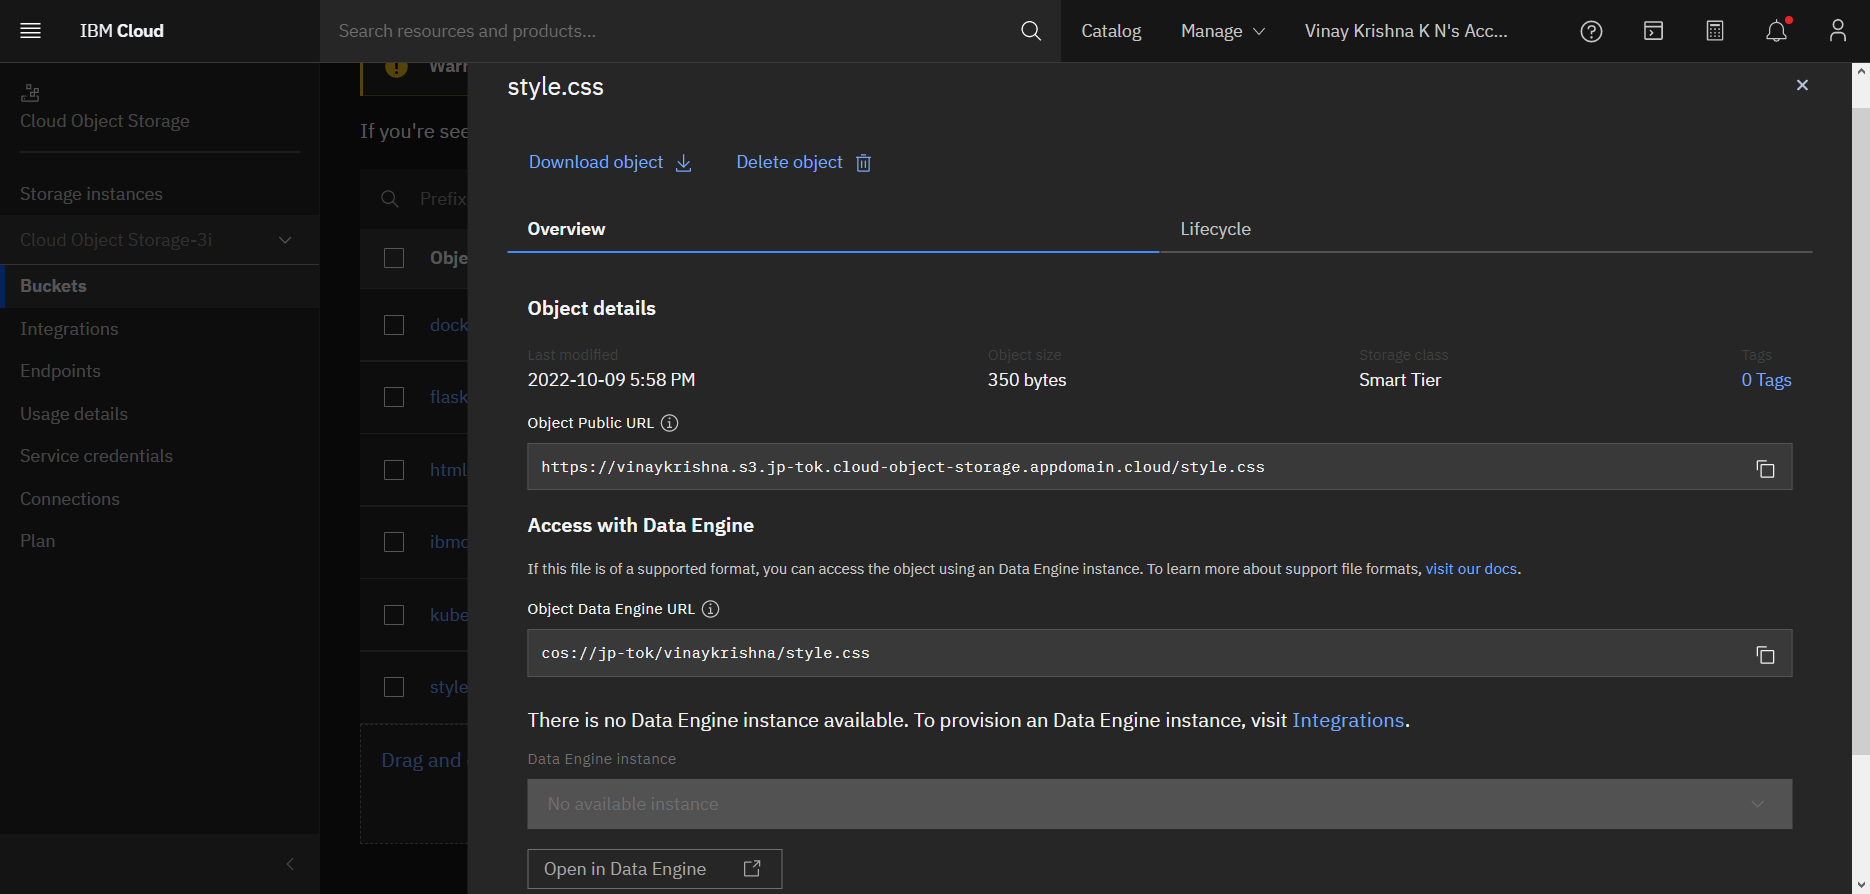 IBM Cloud
Search resources and products...
Catalog
Manage
Vinay Krishna K N's Acc...
Cloud Object Storage
Storage instances
Cloud Object Storage-3i
Buckets
Integrations
Endpoints
Usage details
Service credentials
Connections
Plan
If you're see
Prefix
Obje
dock
flask
html
ibmc
kube
style
Drag and
style.css
Download object
Delete object
Overview
Lifecycle
Object details
Last modified
2022-10-09 5:58 PM
Object size
350 bytes
Storage class
Smart Tier
Tags
0 Tags
Object Public URL
https://vinaykrishna.s3.jp-tok.cloud-object-storage.appdomain.cloud/style.css
Access with Data Engine
If this file is of a supported format, you can access the object using an Data Engine instance. To learn more about support file formats, visit our docs.
Object Data Engine URL
cos://jp-tok/vinaykrishna/style.css
There is no Data Engine instance available. To provision an Data Engine instance, visit Integrations.
Data Engine instance
No available instance
Open in Data Engine